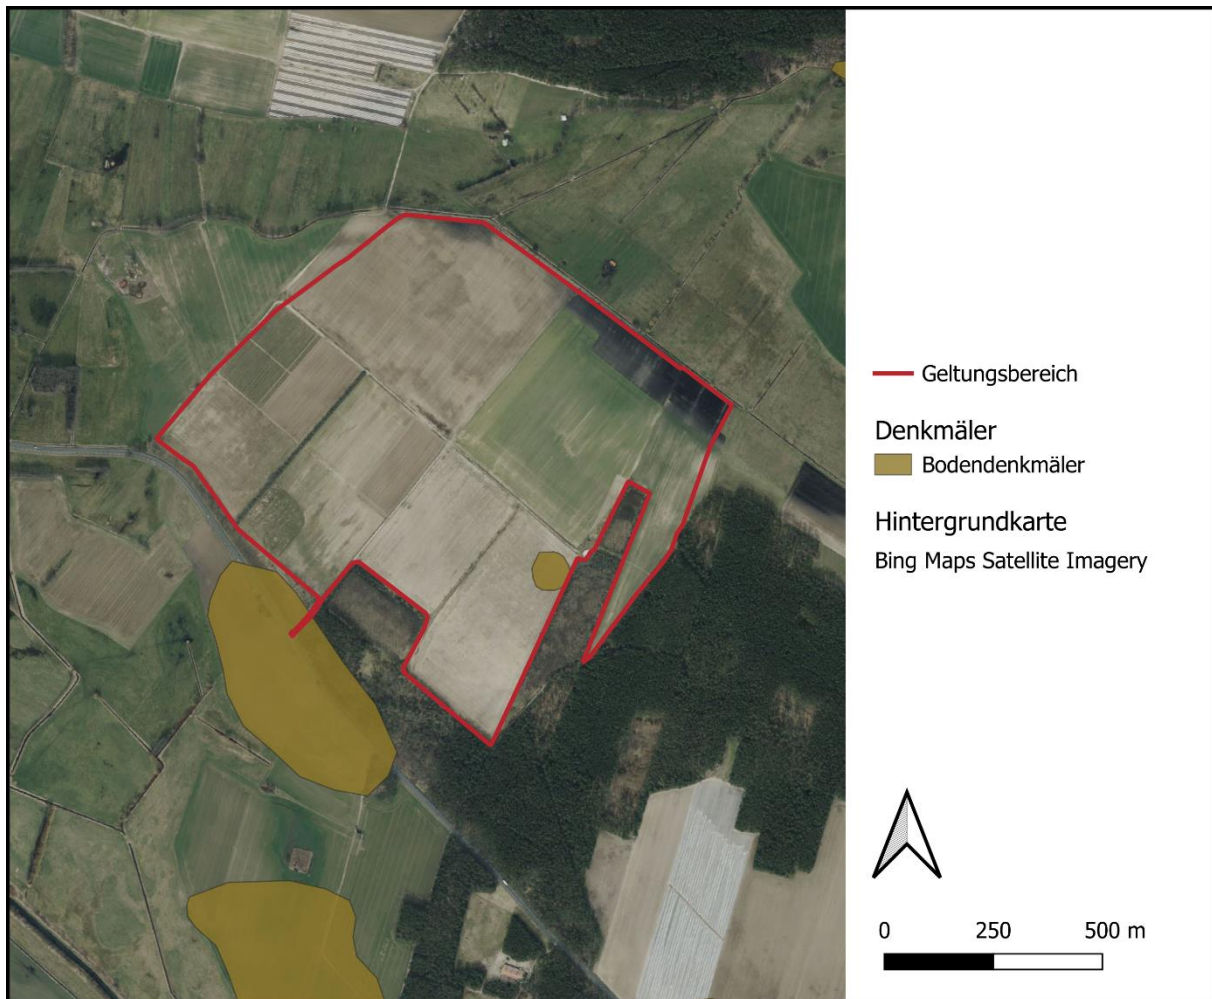 Geltungsbereich
Denkmäler
Bodendenkmäler
Hintergrundkarte
Bing Maps Satellite Imagery
0 250 500 m